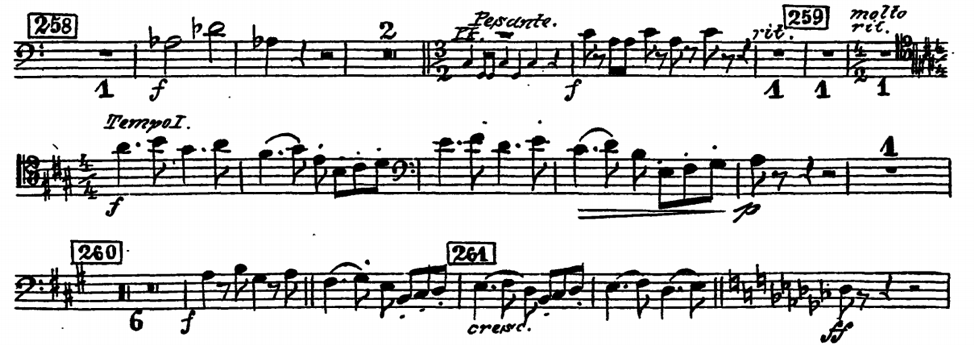 258 2 Pesante. 259 molto
rit. rit.
1 f f 1 1 1
Tempo I.
1
f p
260 261
6 f cresc. ff